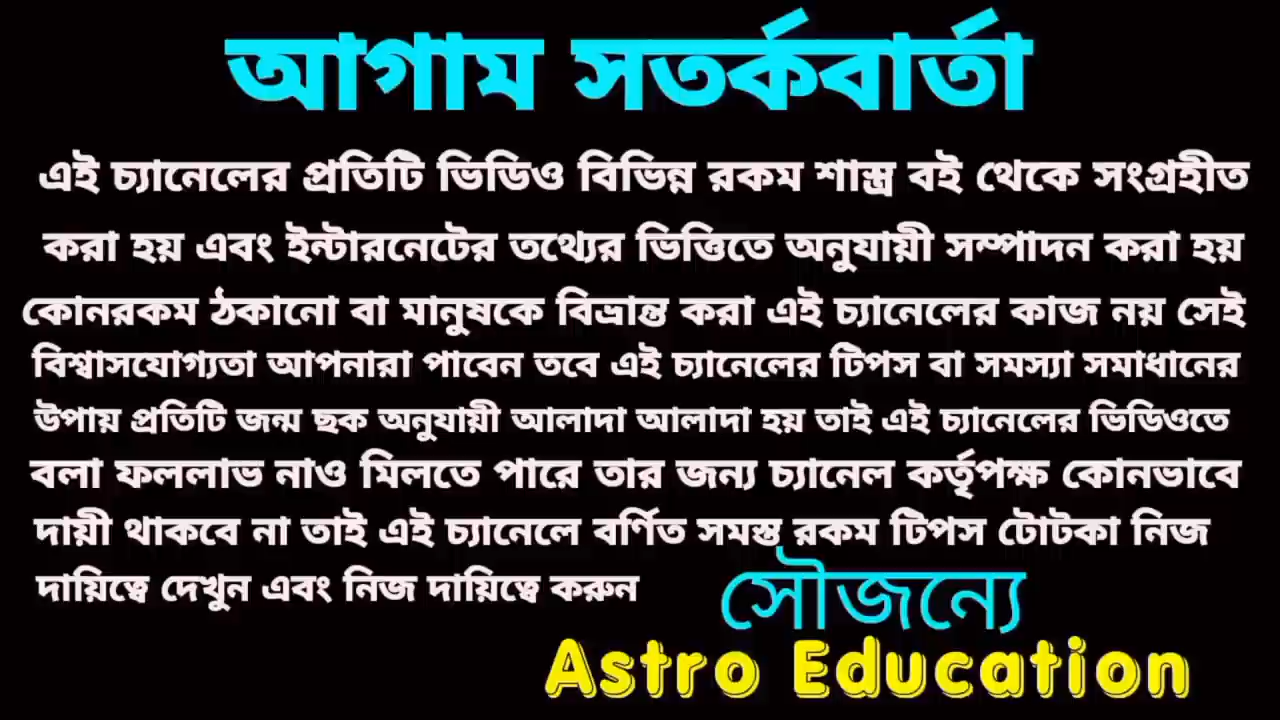 আগাম সতর্কবার্তা
এই চ্যানেলের প্রতিটি ভিডিও বিভিন্ন রকম শাস্ত্র বই থেকে সংগ্রহীত
করা হয় এবং ইন্টারনেটের তথ্যের ভিত্তিতে অনুযায়ী সম্পাদন করা হয়
কোনরকম ঠকানো বা মানুষকে বিভ্রান্ত করা এই চ্যানেলের কাজ নয় সেই
বিশ্বাসযোগ্যতা আপনারা পাবেন তবে এই চ্যানেলের টিপস বা সমস্যা সমাধানের
উপায় প্রতিটি জন্ম ছক অনুযায়ী আলাদা আলাদা হয় তাই এই চ্যানেলের ভিডিওতে
বলা ফললাভ নাও মিলতে পারে তার জন্য চ্যানেল কর্তৃপক্ষ কোনভাবে
দায়ী থাকবে না তাই এই চ্যানেলে বর্ণিত সমস্ত রকম টিপস টোটকা নিজ
দায়িত্বে দেখুন এবং নিজ দায়িত্বে করুন
সৌজন্যে
Astro Education